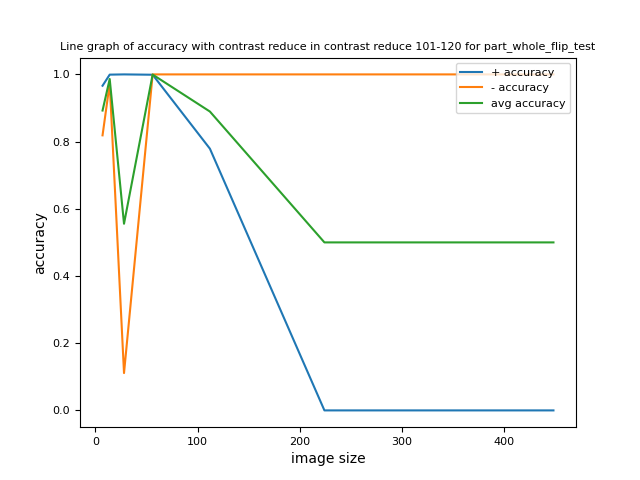 Line graph of accuracy with contrast reduce in contrast reduce 101-120 for part_whole_flip_test
+ accuracy
- accuracy
avg accuracy
accuracy
1.0
0.8
0.6
0.4
0.2
0.0
0 100 200 300 400
image size